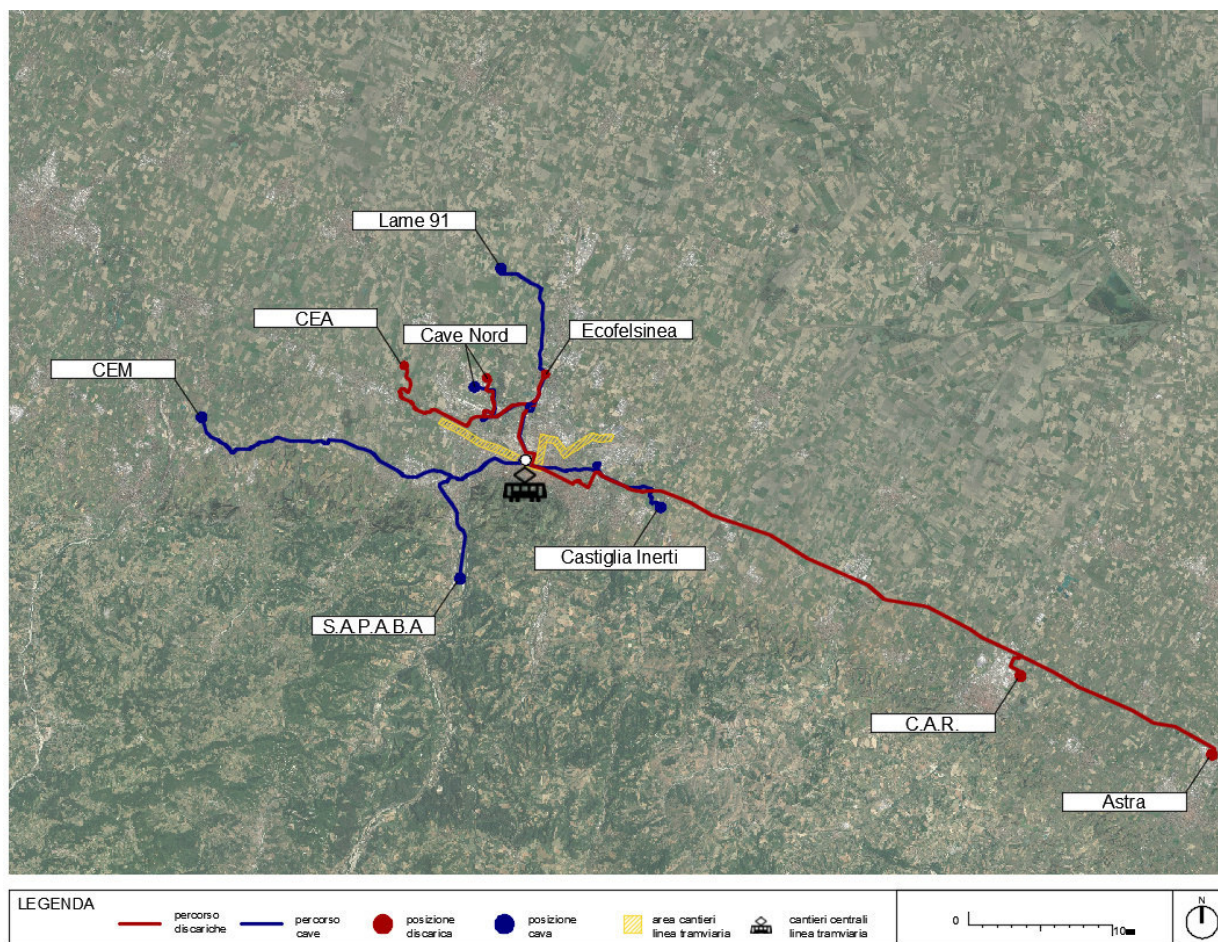 Lame 91
CEA
Cave Nord
Ecofelsinea
CEM
Castiglia Inerti
S.A.P.A.B.A
C.A.R.
Astra
LEGENDA
percorso
discariche
percorso
cave
posizione
discarica
posizione
cava
area cantieri
linea tramviaria
cantieri centrali
linea tramviaria
0
10
N